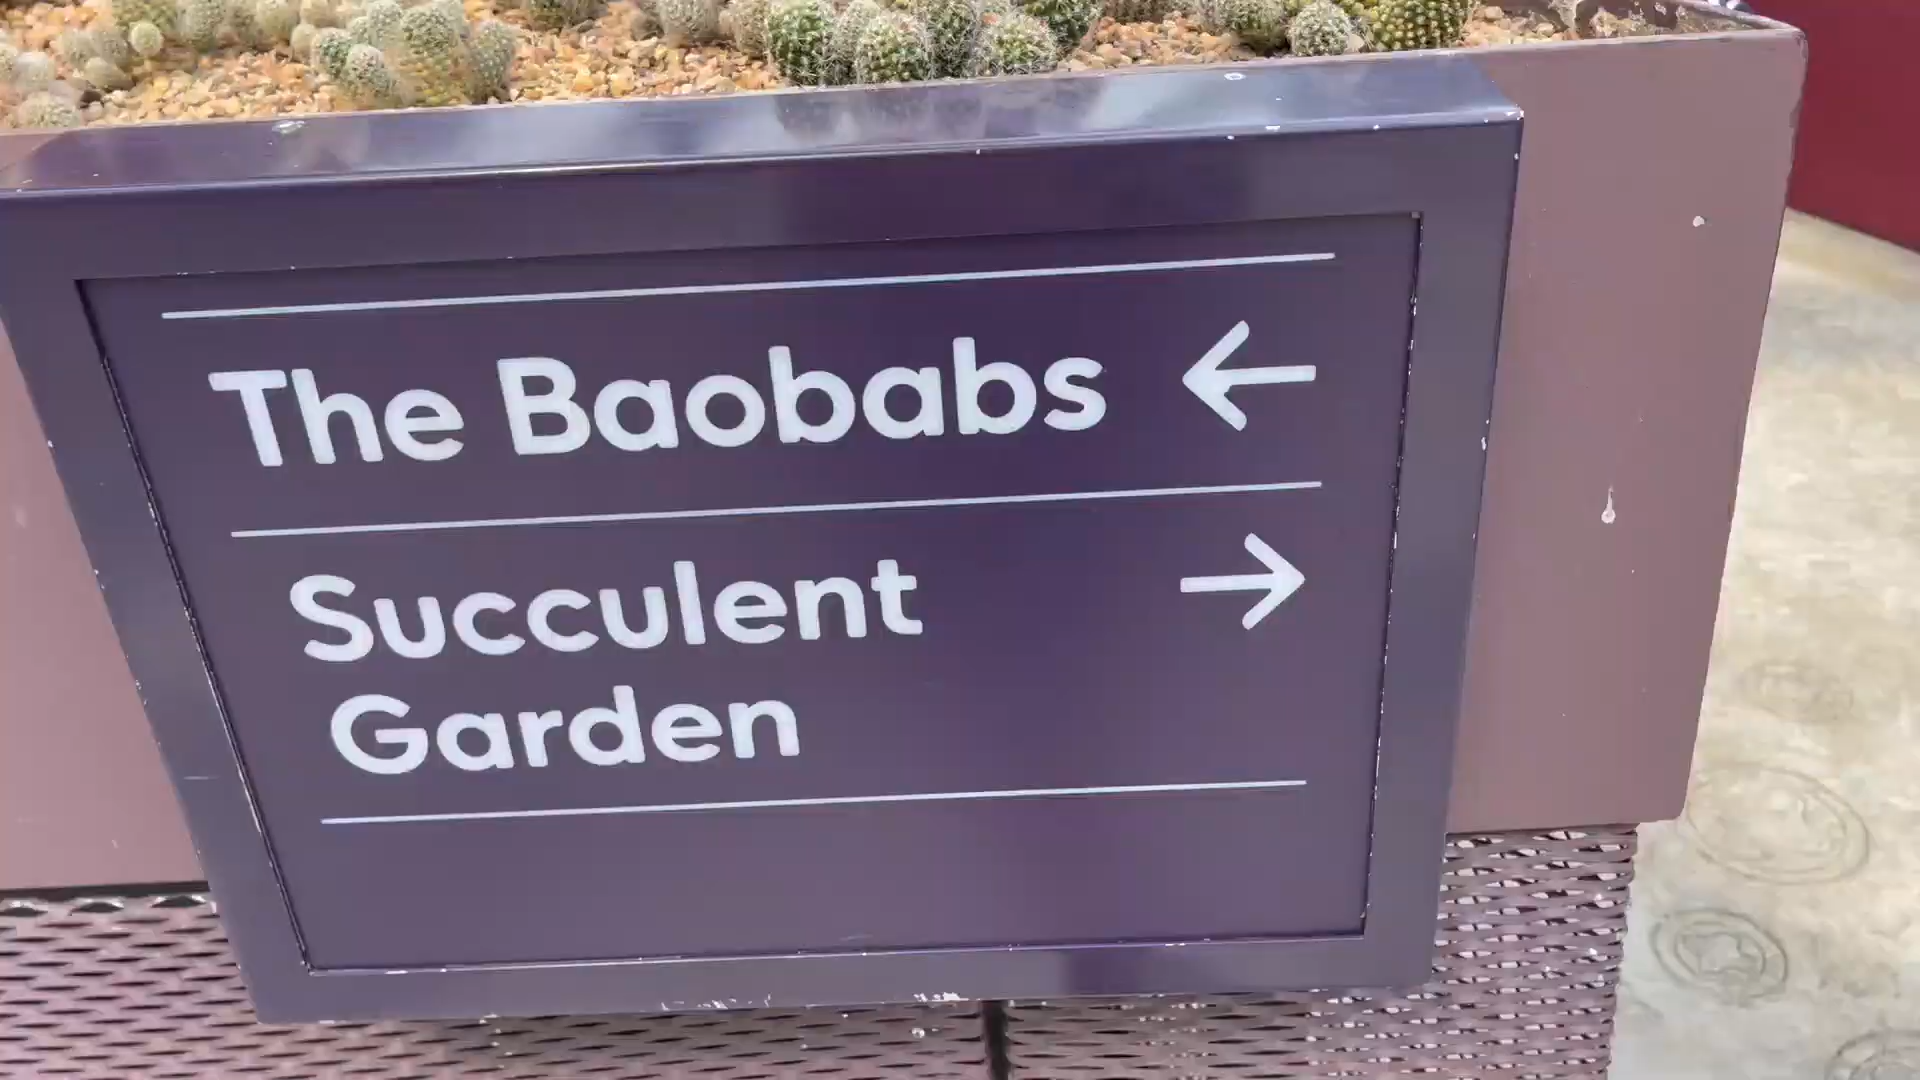 The Baobabs ←
Succulent →
Garden